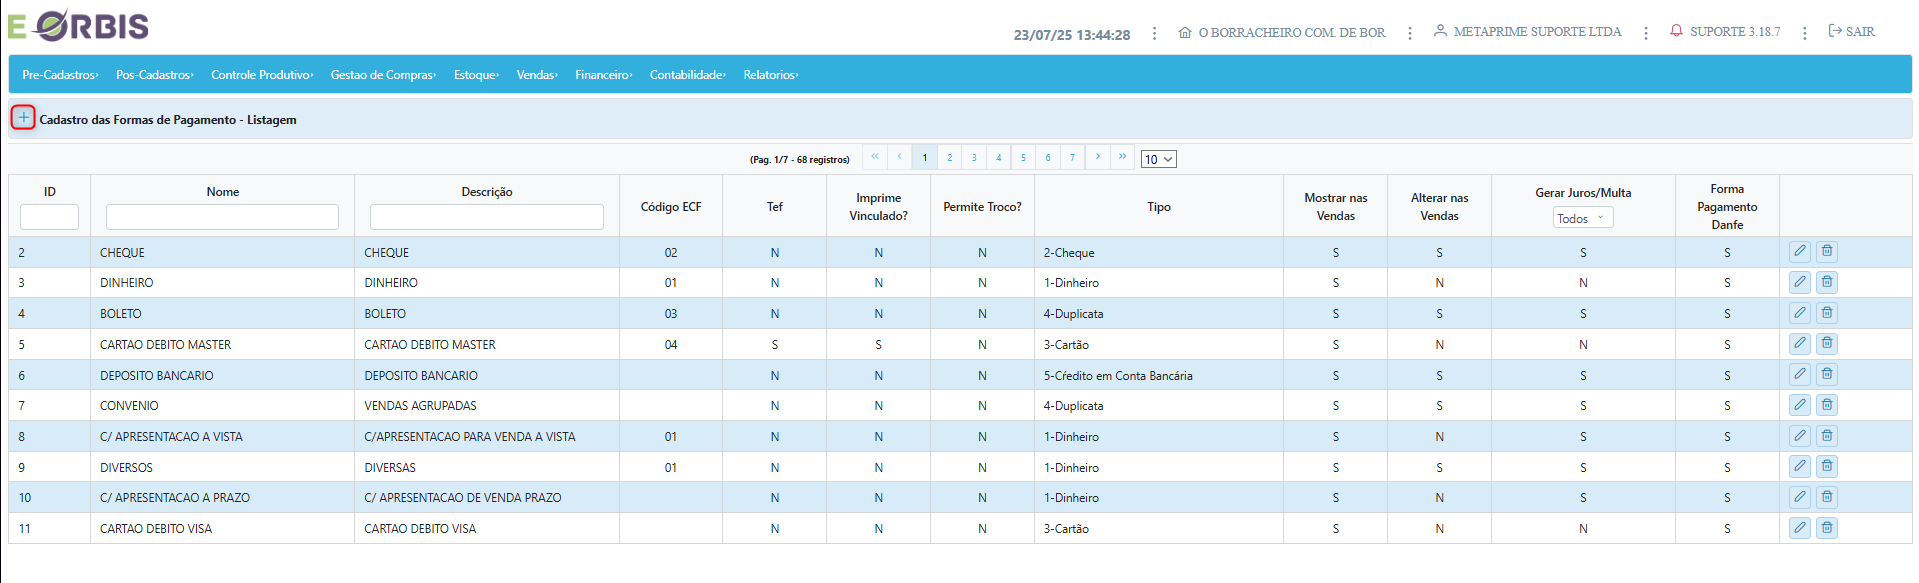 E ORBIS
23/07/25 13:44:28 ⋮ O BORRACHEIRO COM. DE BOR ⋮ METAPRIME SUPORTE LTDA ⋮ SUPORTE 3.18.7 ⋮ SAIR
Pre-Cadastros› Pos-Cadastros› Controle Produtivo› Gestao de Compras› Estoque› Vendas› Financeiro› Contabilidade› Relatorios›
+ Cadastro das Formas de Pagamento - Listagem
(Pag. 1/7 - 68 registros) « ‹ 1 2 3 4 5 6 7 › » 10
ID Nome Descrição Código ECF Tef Imprime Vinculado? Permite Troco? Tipo Mostrar nas Vendas Alterar nas Vendas Gerar Juros/Multa Todos Forma Pagamento Danfe
2 CHEQUE CHEQUE 02 N N N 2-Cheque S S S S
3 DINHEIRO DINHEIRO 01 N N N 1-Dinheiro S N N S
4 BOLETO BOLETO 03 N N N 4-Duplicata S S S S
5 CARTAO DEBITO MASTER CARTAO DEBITO MASTER 04 S S N 3-Cartão S N N S
6 DEPOSITO BANCARIO DEPOSITO BANCARIO N N N 5-Cŕedito em Conta Bancária S S S S
7 CONVENIO VENDAS AGRUPADAS N N N 4-Duplicata S S S S
8 C/ APRESENTACAO A VISTA C/APRESENTACAO PARA VENDA A VISTA 01 N N N 1-Dinheiro S N S S
9 DIVERSOS DIVERSAS 01 N N N 1-Dinheiro S S S S
10 C/ APRESENTACAO A PRAZO C/ APRESENTACAO DE VENDA PRAZO N N N 1-Dinheiro S N S S
11 CARTAO DEBITO VISA CARTAO DEBITO VISA N N N 3-Cartão S N N S